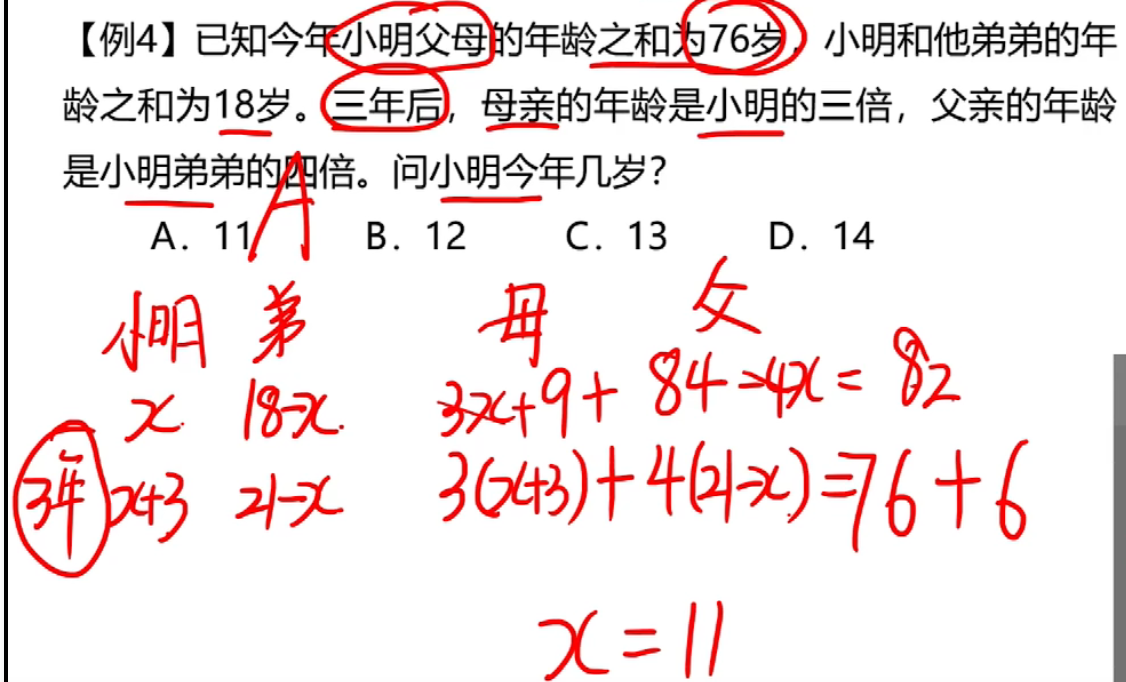 【例4】已知今年小明父母的年龄之和为76岁，小明和他弟弟的年
龄之和为18岁。三年后，母亲的年龄是小明的三倍，父亲的年龄
是小明弟弟的四倍。问小明今年几岁？
A
A．11 B．12 C．13 D．14
小明 弟 母 父
x 18-x 3x+9+84-4x=82
3年 x+3 21-x 3(x+3)+4(21-x)=76+6
x=11